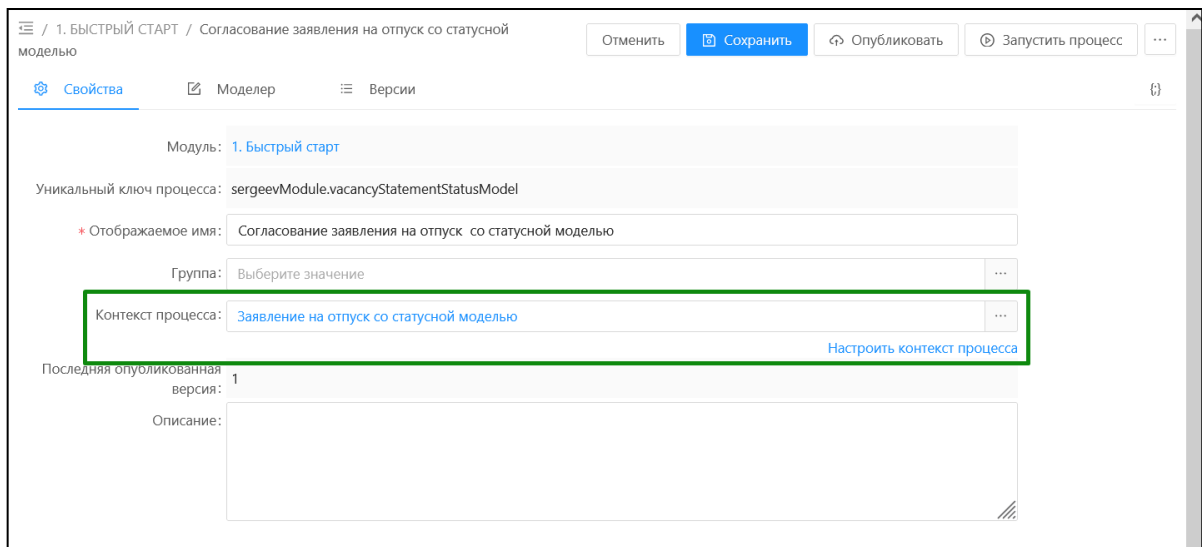 / 1. БЫСТРЫЙ СТАРТ / Согласование заявления на отпуск со статусной
моделью
Отменить Сохранить Опубликовать Запустить процесс ...
Свойства Моделер Версии {;}
Модуль: 1. Быстрый старт
Уникальный ключ процесса: sergeevModule.vacancyStatementStatusModel
* Отображаемое имя: Согласование заявления на отпуск со статусной моделью
Группа: Выберите значение ...
Контекст процесса: Заявление на отпуск со статусной моделью ...
Настроить контекст процесса
Последняя опубликованная
версия: 1
Описание: